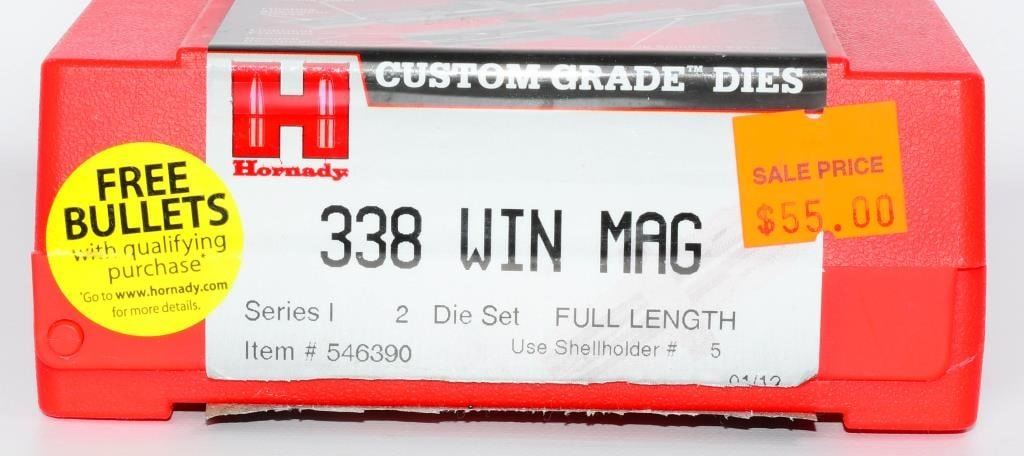 CUSTOM GRADE™ DIES
H
Hornady
FREE
BULLETS
with qualifying
purchase*
*Go to www.hornady.com
for more details.
SALE PRICE
$55.00
338 WIN MAG
Series I 2 Die Set FULL LENGTH
Item # 546390 Use Shellholder # 5
01/12